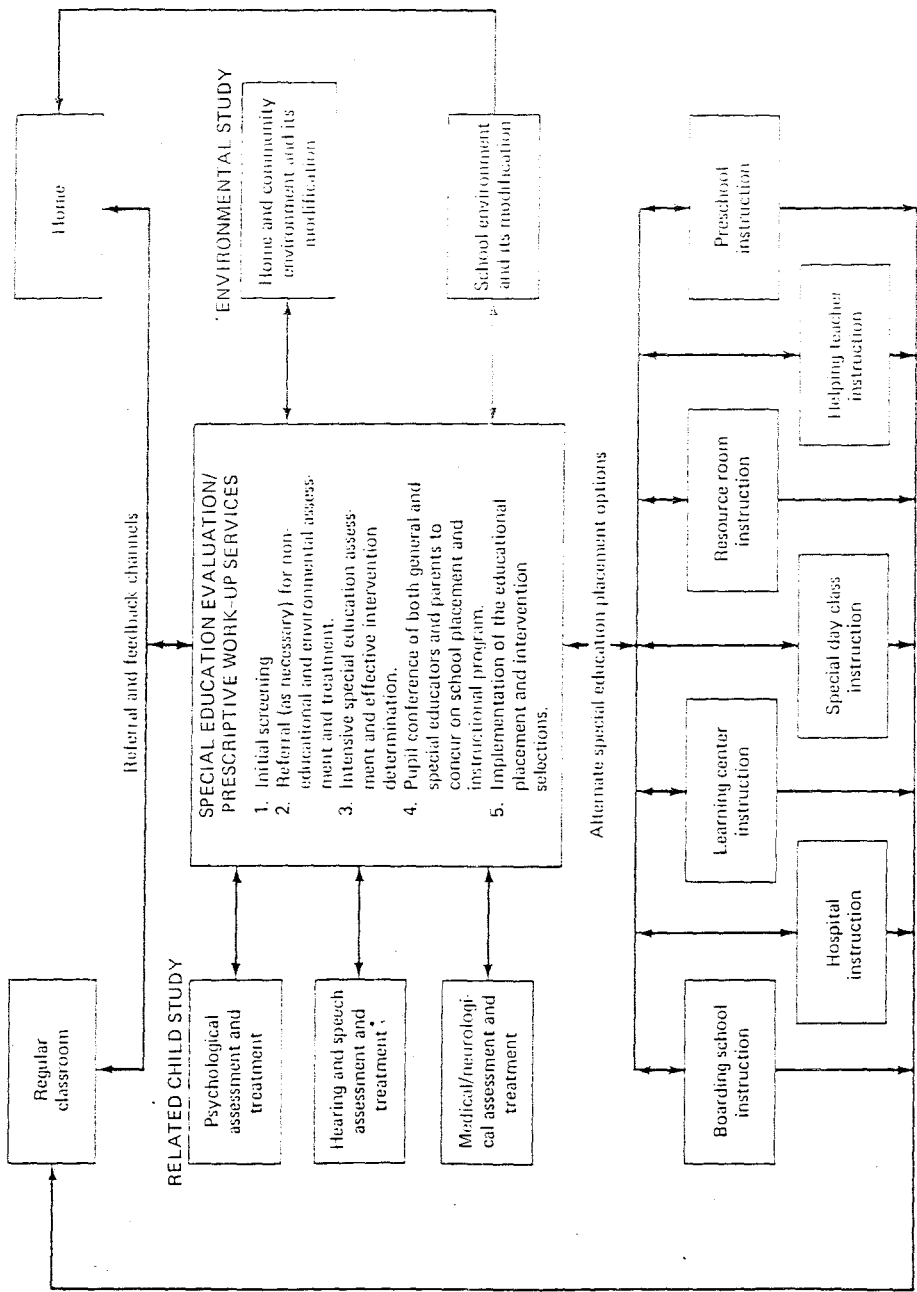 Regular
classroom
Home
Referral and feedback channels
RELATED CHILD STUDY
Psychological
assessment and
treatment
Hearing and speech
assessment and
treatment
Medical/neurologi-
cal assessment and
treatment
SPECIAL EDUCATION EVALUATION/
PRESCRIPTIVE WORK-UP SERVICES
1. Initial screening
2. Referral (as necessary) for non-
educational and environmental assess-
ment and treatment.
3. Intensive special education assess-
ment and effective intervention
determination.
4. Pupil conference of both general and
special educators and parents to
concur on school placement and
instructional program.
5. Implementation of the educational
placement and intervention
selections.
ENVIRONMENTAL STUDY
Home and community
environment and its
modification
School environment
and its modification
Alternate special education placement options
Boarding school
instruction
Hospital
instruction
Learning center
instruction
Special day class
instruction
Resource room
instruction
Helping teacher
instruction
Preschool
instruction